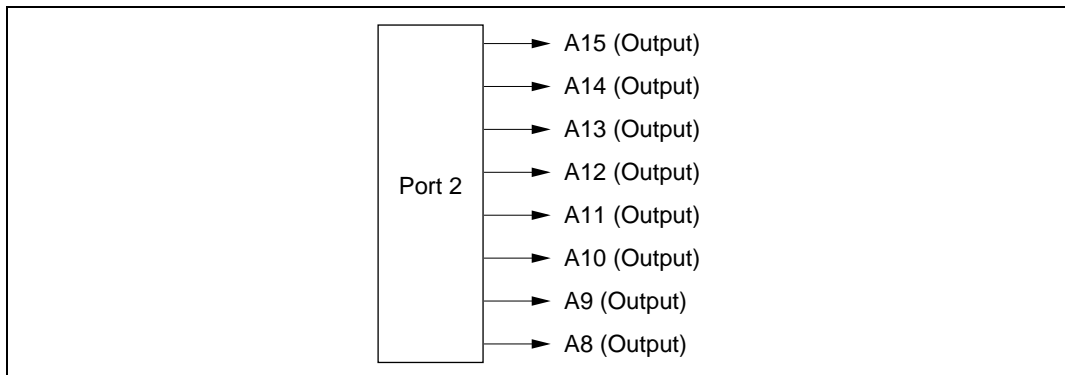 A15 (Output)
A14 (Output)
A13 (Output)
A12 (Output)
Port 2
A11 (Output)
A10 (Output)
A9 (Output)
A8 (Output)